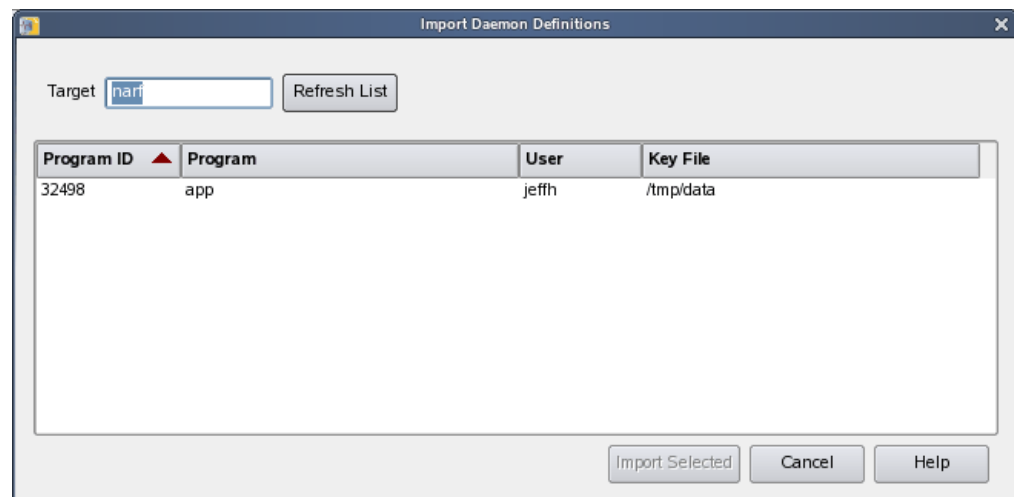 Import Daemon Definitions
Target narf Refresh List
Program ID Program User Key File
32498 app jeffh /tmp/data
Import Selected Cancel Help